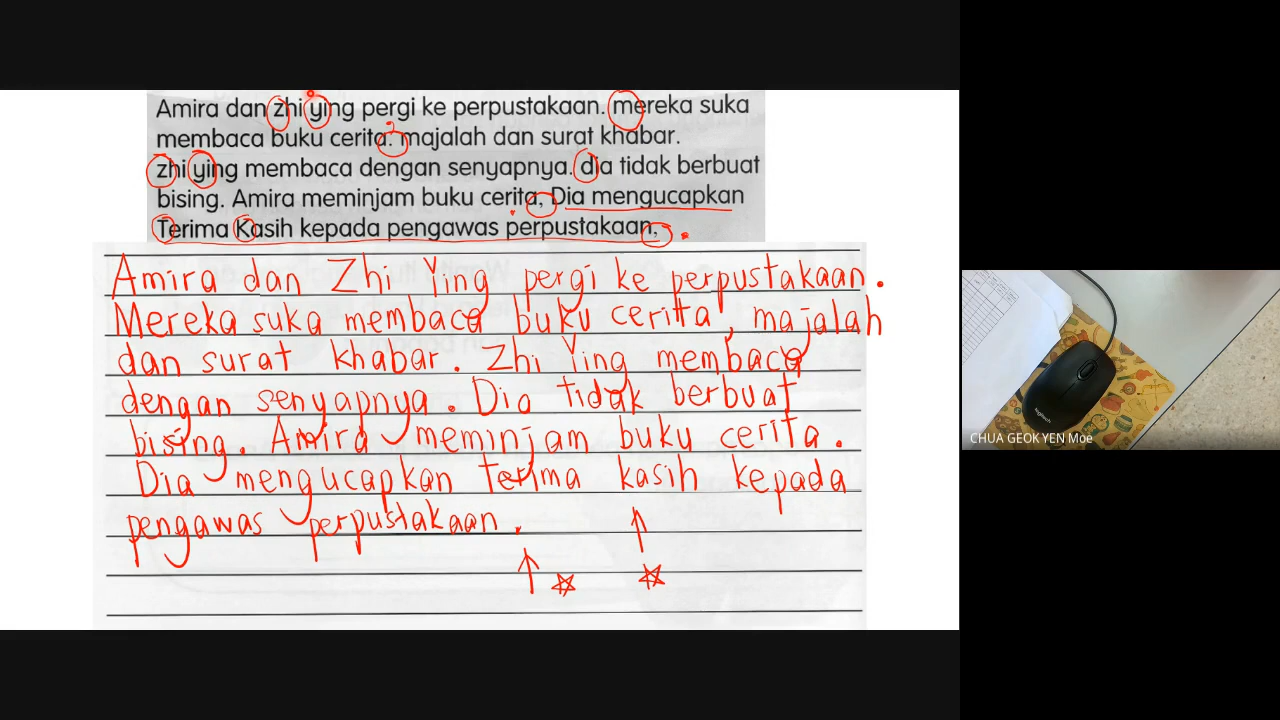 Amira dan zhi ying pergi ke perpustakaan. mereka suka
membaca buku cerita. majalah dan surat khabar.
zhi ying membaca dengan senyapnya. dia tidak berbuat
bising. Amira meminjam buku cerita, Dia mengucapkan
Terima Kasih kepada pengawas perpustakaan,
Amira dan Zhi Ying pergi ke perpustakaan.
Mereka suka membaca buku cerita, majalah
dan surat khabar. Zhi Ying membaca
dengan senyapnya. Dia tidak berbuat
bising. Amira meminjam buku cerita.
Dia mengucapkan terima kasih kepada
pengawas perpustakaan.
logitech
CHUA GEOK YEN Moe